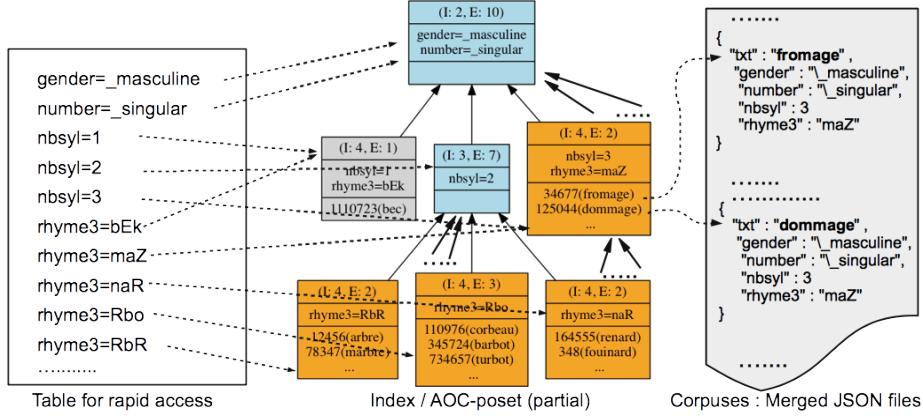 gender=_masculine
number=_singular
nbsyl=1
nbsyl=2
nbsyl=3
rhyme3=bEk
rhyme3=maZ
rhyme3=naR
rhyme3=Rbo
rhyme3=RbR
...........
Table for rapid access
(I: 2, E: 10)
gender=_masculine
number=_singular
......
(I: 4, E: 1)
nbsyl=1
rhyme3=bEk
1110723(bec)
(I: 3, E: 7)
nbsyl=2
......
(I: 4, E: 2)
nbsyl=3
rhyme3=maZ
34677(fromage)
125044(dommage)
...
......
(I: 4, E: 2)
rhyme3=RbR
12456(arbre)
78347(marbre)
...
(I: 4, E: 3)
rhyme3=Rbo
110976(corbeau)
345724(barbot)
734657(turbot)
...
(I: 4, E: 2)
rhyme3=naR
164555(renard)
348(fouinard)
...
Index / AOC-poset (partial)
.......
{
"txt" : "fromage",
"gender" : "\_masculine",
"number" : "\_singular",
"nbsyl" : 3
"rhyme3" : "maZ"
}
.......
.............
{
"txt" : "dommage",
"gender" : "\_masculine",
"number" : "\_singular",
"nbsyl" : 3
"rhyme3" : "maZ"
}
.......
Corpuses : Merged JSON files